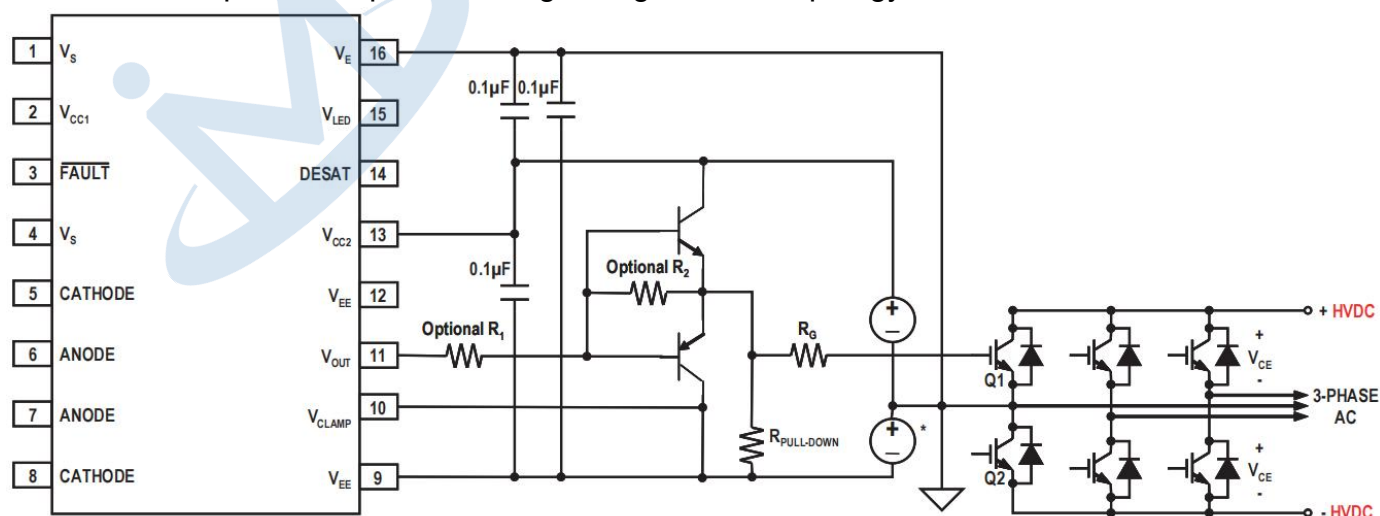 1 V_S
V_E 16
2 V_CC1
V_LED 15
3 FAULT
DESAT 14
4 V_S
V_CC2 13
5 CATHODE
V_EE 12
6 ANODE
V_OUT 11
7 ANODE
V_CLAMP 10
8 CATHODE
V_EE 9
0.1µF
0.1µF
0.1µF
Optional R_1
Optional R_2
R_G
R_PULL-DOWN
+
–
+
–
*
Q1
Q2
+ HVDC
+
V_CE
-
3-PHASE
AC
+
V_CE
-
- HVDC